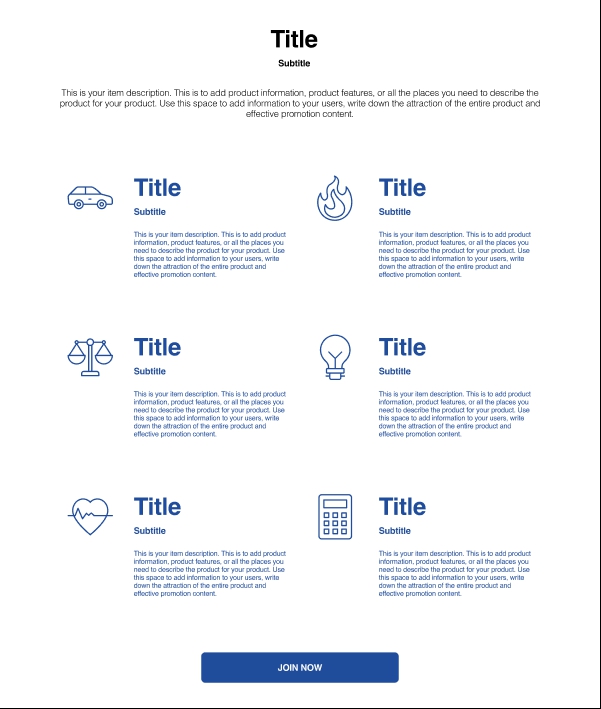 Title
Subtitle
This is your item description. This is to add product information, product features, or all the places you need to describe the
product for your product. Use this space to add information to your users, write down the attraction of the entire product and
effective promotion content.
Title
Subtitle
This is your item description. This is to add product
information, product features, or all the places you
need to describe the product for your product. Use
this space to add information to your users, write
down the attraction of the entire product and
effective promotion content.
Title
Subtitle
This is your item description. This is to add product
information, product features, or all the places you
need to describe the product for your product. Use
this space to add information to your users, write
down the attraction of the entire product and
effective promotion content.
Title
Subtitle
This is your item description. This is to add product
information, product features, or all the places you
need to describe the product for your product. Use
this space to add information to your users, write
down the attraction of the entire product and
effective promotion content.
Title
Subtitle
This is your item description. This is to add product
information, product features, or all the places you
need to describe the product for your product. Use
this space to add information to your users, write
down the attraction of the entire product and
effective promotion content.
Title
Subtitle
This is your item description. This is to add product
information, product features, or all the places you
need to describe the product for your product. Use
this space to add information to your users, write
down the attraction of the entire product and
effective promotion content.
Title
Subtitle
This is your item description. This is to add product
information, product features, or all the places you
need to describe the product for your product. Use
this space to add information to your users, write
down the attraction of the entire product and
effective promotion content.
JOIN NOW